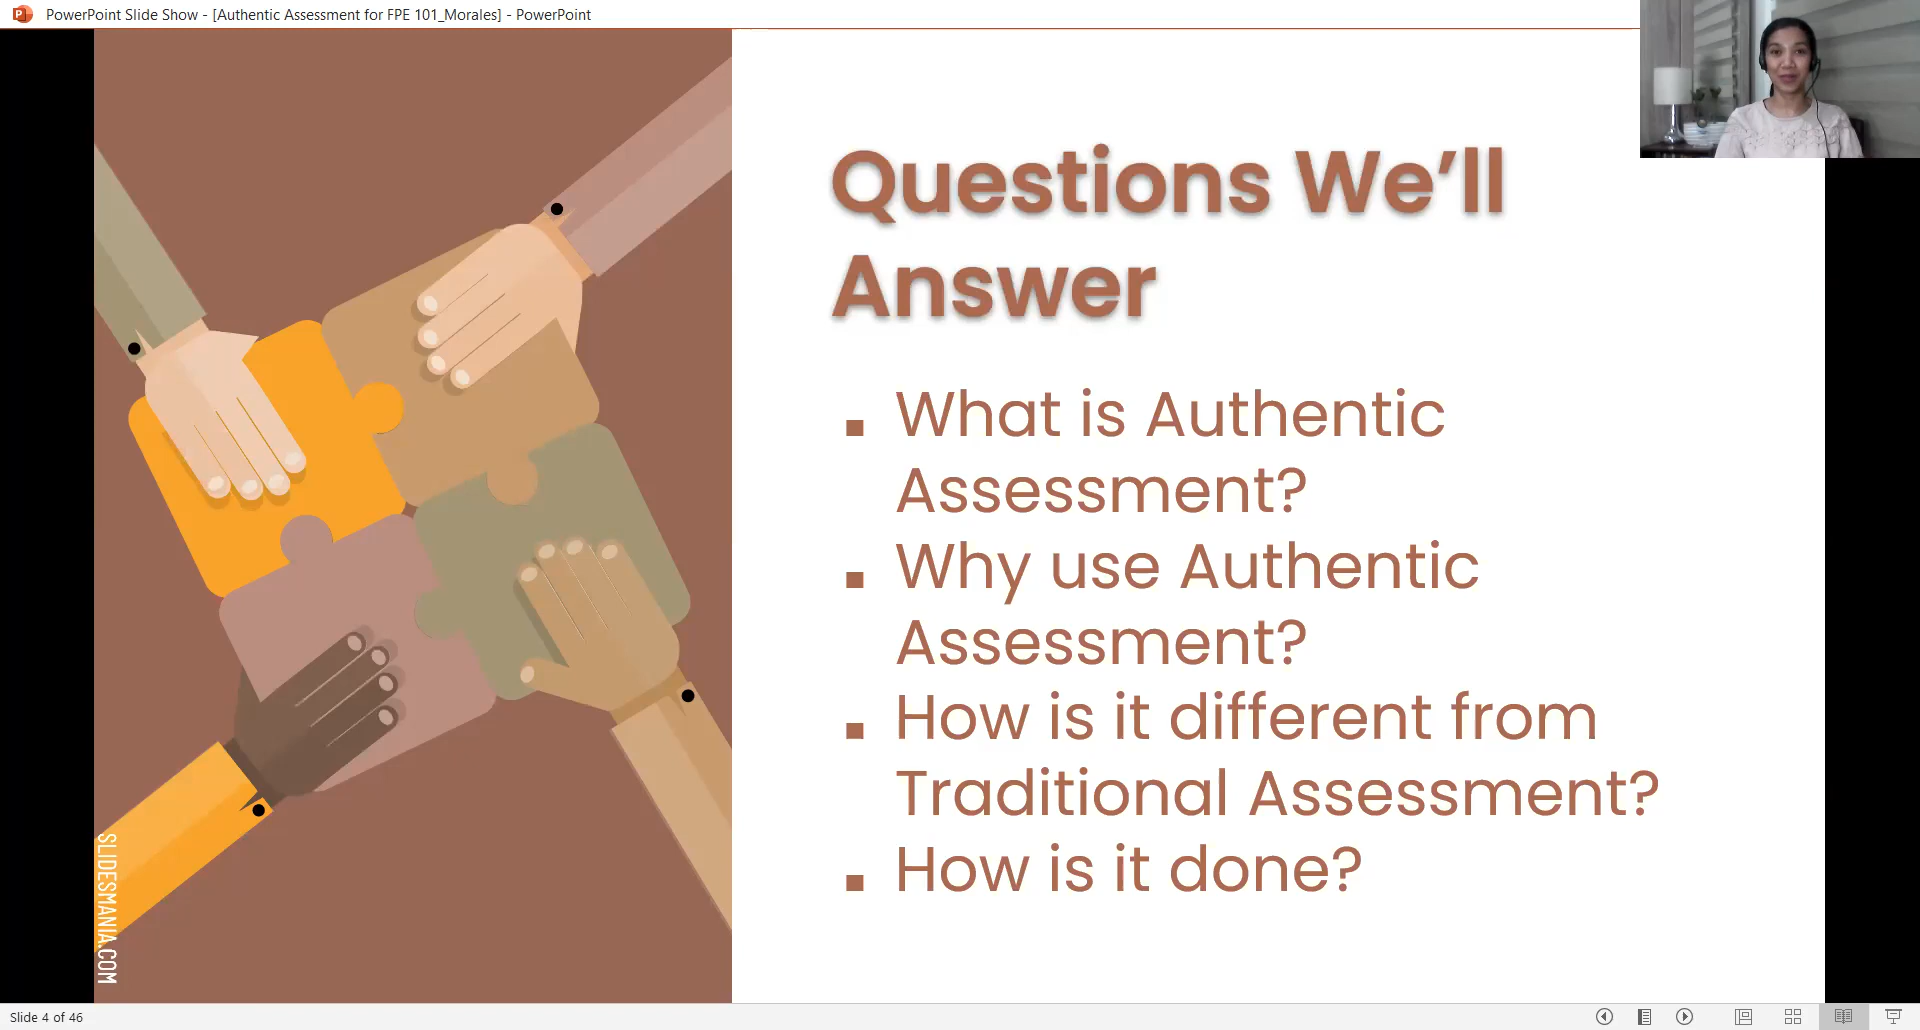 PowerPoint Slide Show - [Authentic Assessment for FPE 101_Morales] - PowerPoint
Questions We’ll
Answer
▪ What is Authentic
Assessment?
▪ Why use Authentic
Assessment?
▪ How is it different from
Traditional Assessment?
▪ How is it done?
SLIDESMANIA.COM
Slide 4 of 46